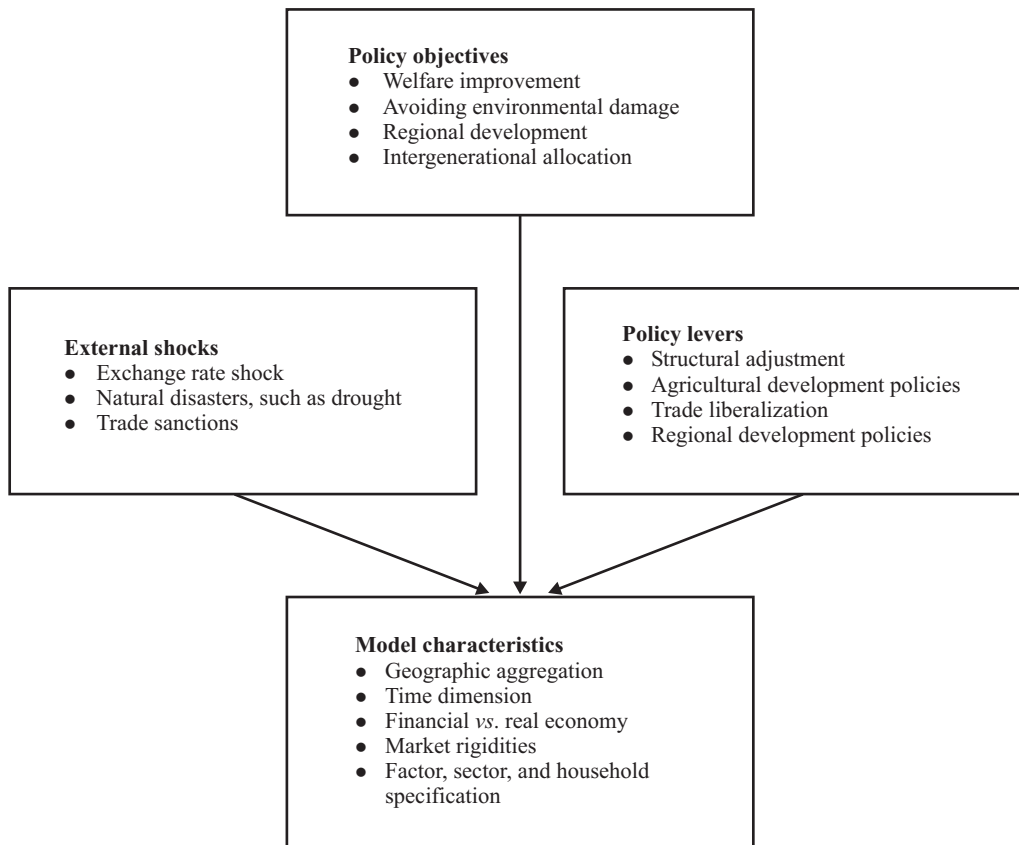 Policy objectives
● Welfare improvement
● Avoiding environmental damage
● Regional development
● Intergenerational allocation
External shocks
● Exchange rate shock
● Natural disasters, such as drought
● Trade sanctions
Policy levers
● Structural adjustment
● Agricultural development policies
● Trade liberalization
● Regional development policies
Model characteristics
● Geographic aggregation
● Time dimension
● Financial vs. real economy
● Market rigidities
● Factor, sector, and household
specification